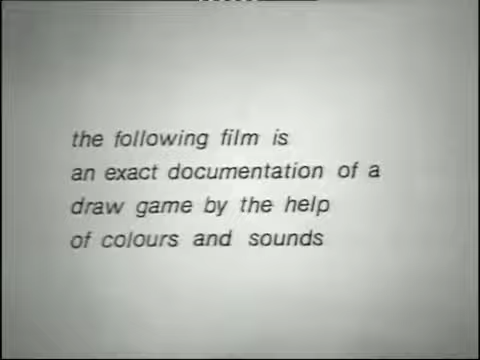 the following film is
an exact documentation of a
draw game by the help
of colours and sounds